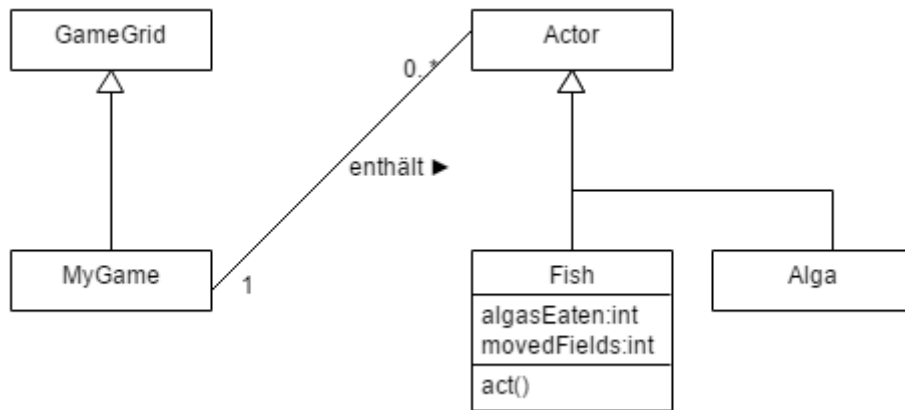 GameGrid
Actor
0..*
enthält ►
MyGame
1
Fish
algasEaten:int
movedFields:int
act()
Alga